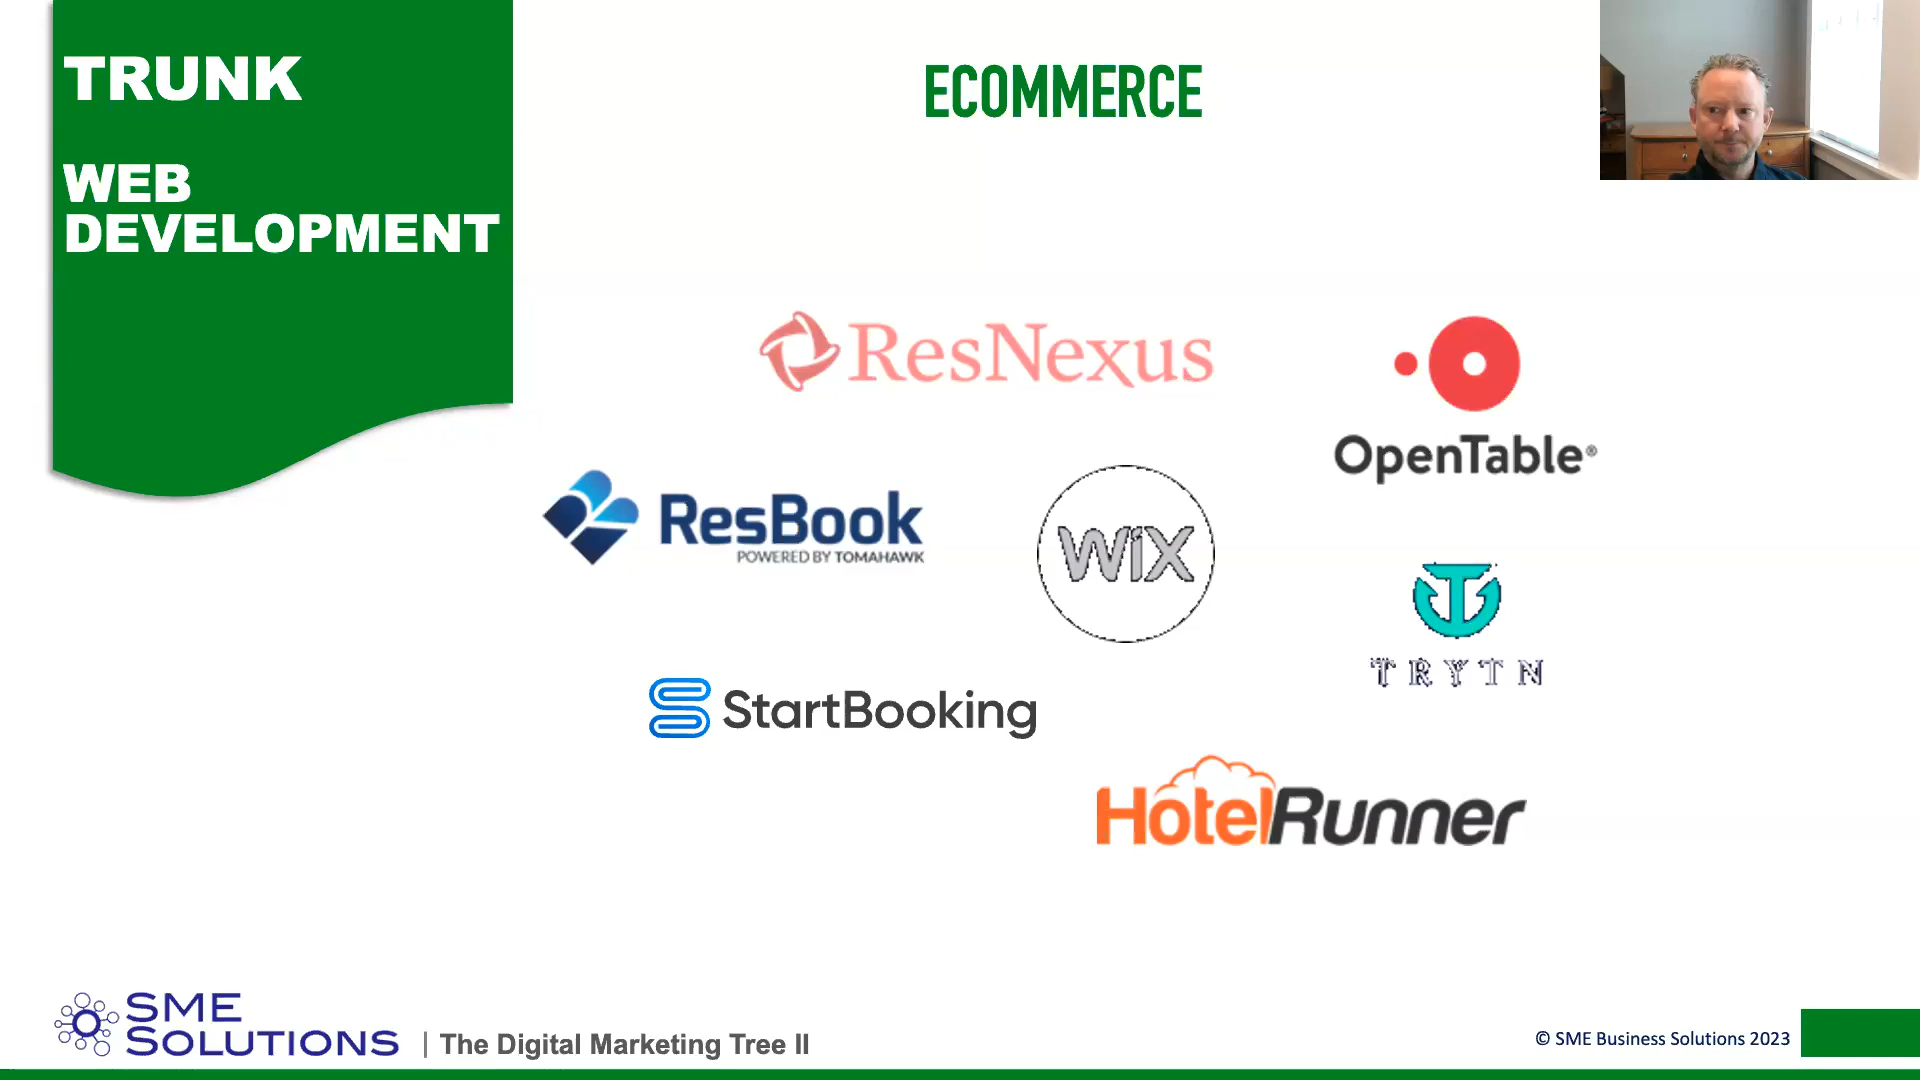 TRUNK
WEB
DEVELOPMENT
ECOMMERCE
ResNexus
OpenTable®
ResBook
POWERED BY TOMAHAWK
WiX
TRYTN
StartBooking
HotelRunner
SME
SOLUTIONS
| The Digital Marketing Tree II
© SME Business Solutions 2023